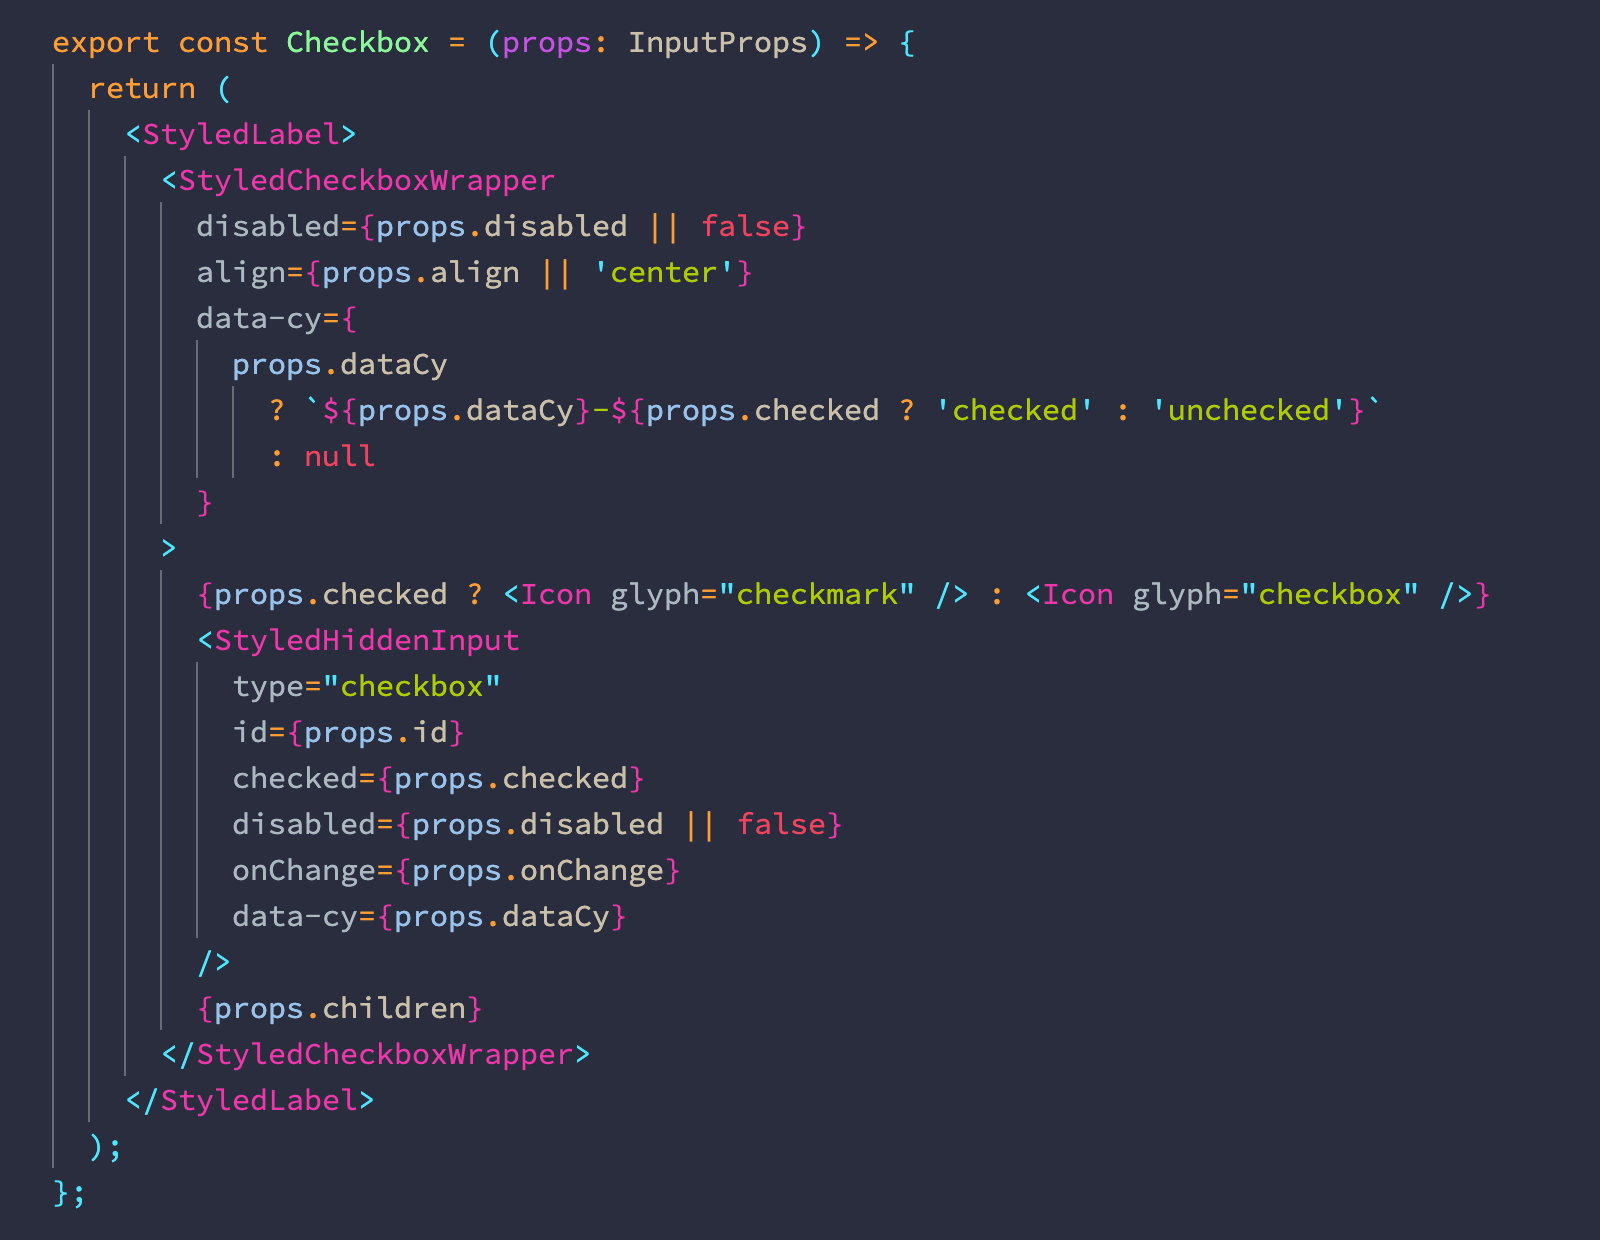 export const Checkbox = (props: InputProps) => {
  return (
    <StyledLabel>
      <StyledCheckboxWrapper
        disabled={props.disabled || false}
        align={props.align || 'center'}
        data-cy={
          props.dataCy
            ? `${props.dataCy}-${props.checked ? 'checked' : 'unchecked'}`
            : null
        }
      >
        {props.checked ? <Icon glyph="checkmark" /> : <Icon glyph="checkbox" />}
        <StyledHiddenInput
          type="checkbox"
          id={props.id}
          checked={props.checked}
          disabled={props.disabled || false}
          onChange={props.onChange}
          data-cy={props.dataCy}
        />
        {props.children}
      </StyledCheckboxWrapper>
    </StyledLabel>
  );
};